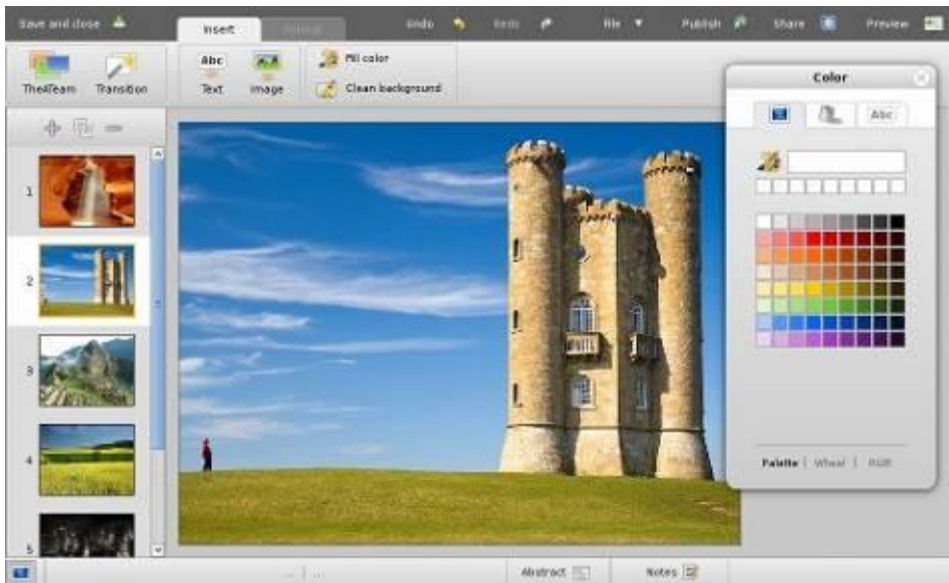 Save and close
Insert
Undo
Redo
File
Publish
Share
Preview
TheATeam
Transition
Abc
Text
Image
Fill color
Clean background
Color
Abc
1
2
3
4
5
Palette | Wheel | RGB
Abstract
Notes